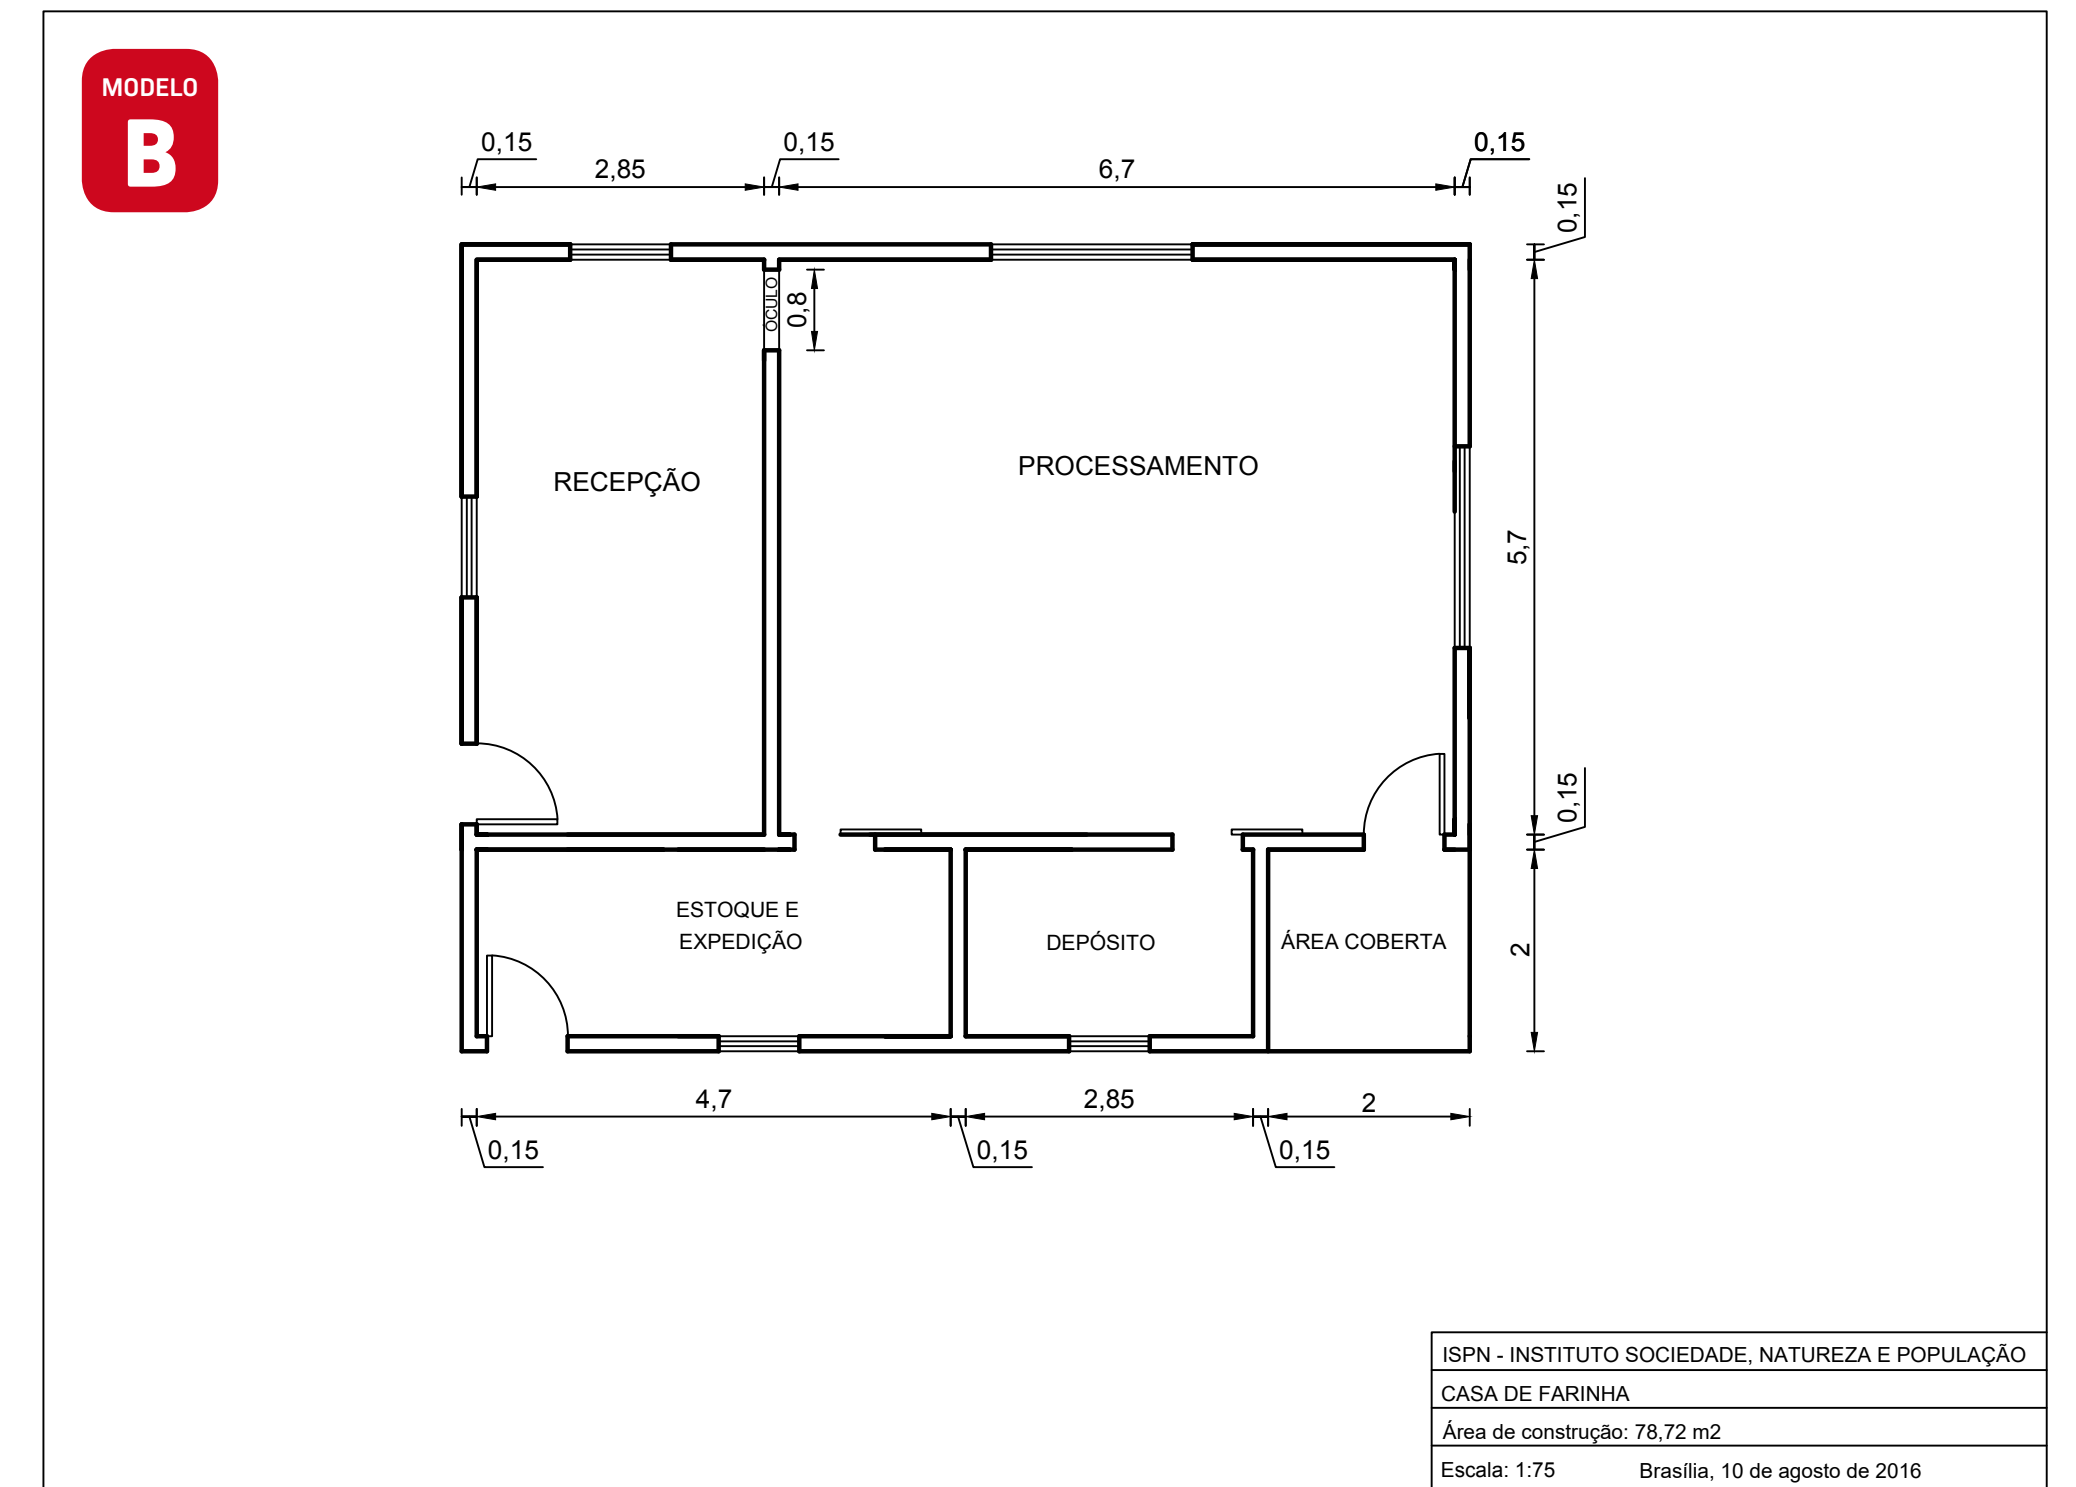 MODELO
B
0,15
0,15
0,15
2,85
6,7
0,15
ÓCULO
0,8
RECEPÇÃO
PROCESSAMENTO
5,7
0,15
ESTOQUE E
EXPEDIÇÃO
DEPÓSITO
ÁREA COBERTA
2
4,7
2,85
2
0,15
0,15
0,15
ISPN - INSTITUTO SOCIEDADE, NATUREZA E POPULAÇÃO
CASA DE FARINHA
Área de construção: 78,72 m2
Escala: 1:75
Brasília, 10 de agosto de 2016